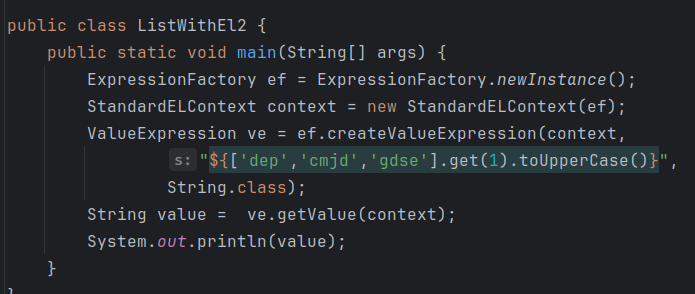 public class ListWithEl2 {
    public static void main(String[] args) {
        ExpressionFactory ef = ExpressionFactory.newInstance();
        StandardELContext context = new StandardELContext(ef);
        ValueExpression ve = ef.createValueExpression(context,
                s: "${['dep','cmjd','gdse'].get(1).toUpperCase()}",
                String.class);
        String value =  ve.getValue(context);
        System.out.println(value);
    }
}